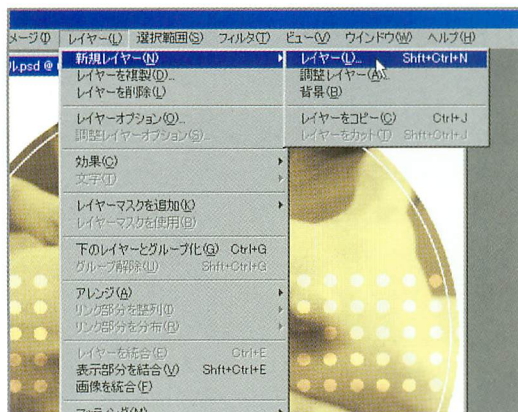 メージ(I) レイヤー(L) 選択範囲(S) フィルタ(T) ビュー(V) ウインドウ(W) ヘルプ(H)
ル.psd @
新規レイヤー(N)
レイヤーを複製(D)...
レイヤーを削除(L)
レイヤーオプション(O)...
調整レイヤーオプション(S)...
効果(C)
文字(T)
レイヤーマスクを追加(K)
レイヤーマスクを使用(B)
下のレイヤーとグループ化(G) Ctrl+G
グループ解除(U) Shft+Ctrl+G
アレンジ(A)
リンク部分を整列(I)
リンク部分を分布(R)
レイヤーを統合(E) Ctrl+E
表示部分を結合(V) Shft+Ctrl+E
画像を統合(F)
マッティング(M)
レイヤー(L)... Shft+Ctrl+N
調整レイヤー(A)...
背景(B)
レイヤーをコピー(C) Ctrl+J
レイヤーをカット(T) Shft+Ctrl+J